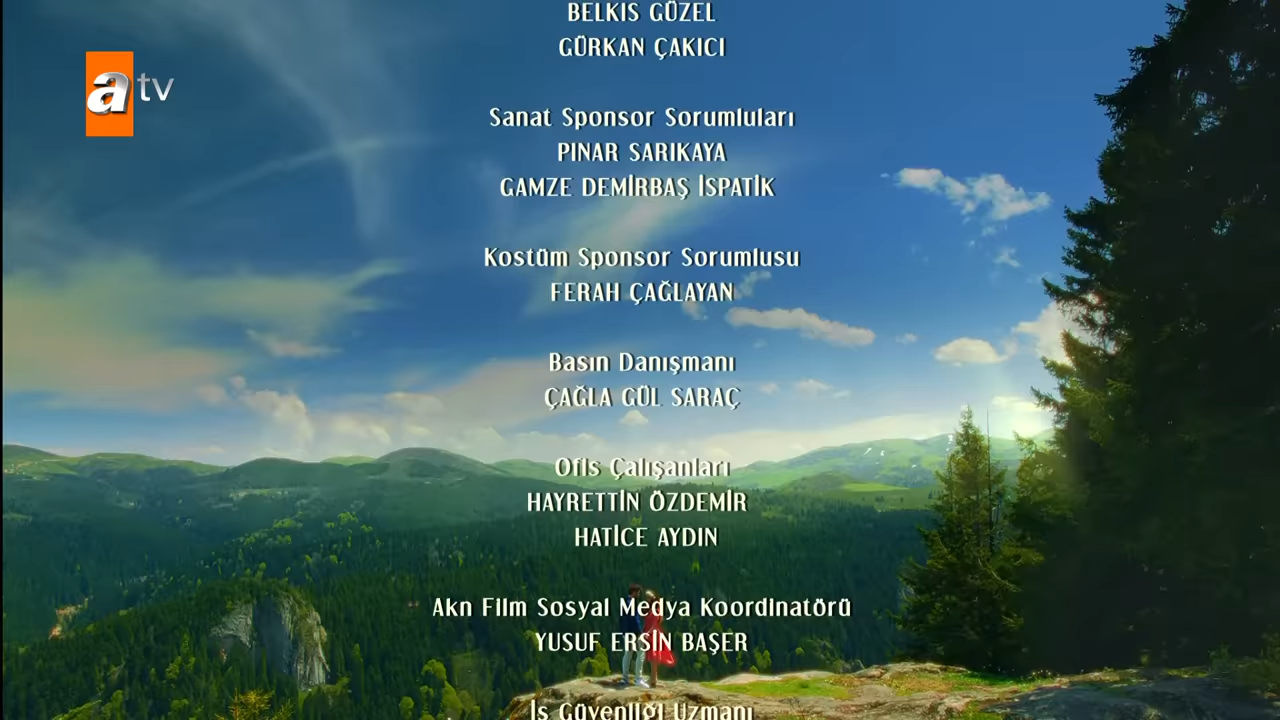 BELKIS GÜZEL
GÜRKAN ÇAKICI
atv
Sanat Sponsor Sorumluları
PINAR SARIKAYA
GAMZE DEMİRBAŞ İSPATİK
Kostüm Sponsor Sorumlusu
FERAH ÇAĞLAYAN
Basın Danışmanı
ÇAĞLA GÜL SARAÇ
Ofis Çalışanları
HAYRETTİN ÖZDEMİR
HATİCE AYDIN
Akn Film Sosyal Medya Koordinatörü
YUSUF ERSİN BAŞER
İş Güvenliği Uzmanı